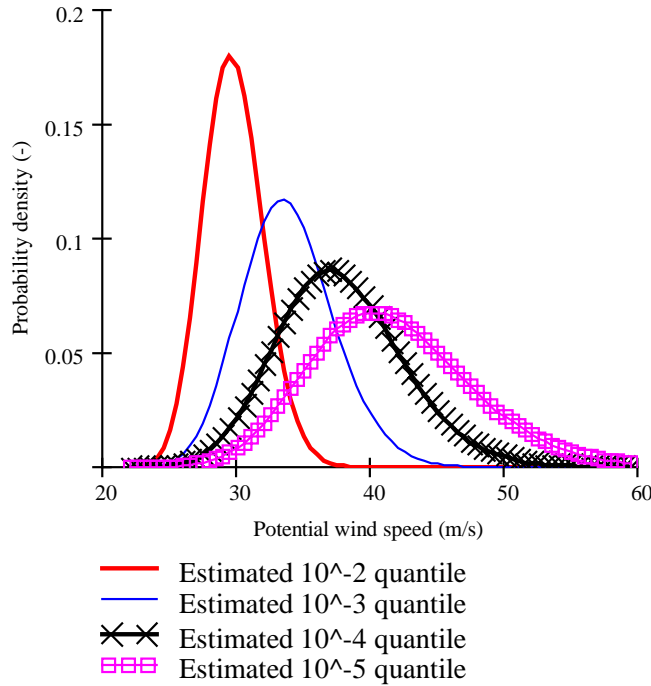 0.2
0.15
0.1
0.05
Probability density (-)
20 30 40 50 60
Potential wind speed (m/s)
Estimated 10^-2 quantile
Estimated 10^-3 quantile
Estimated 10^-4 quantile
Estimated 10^-5 quantile